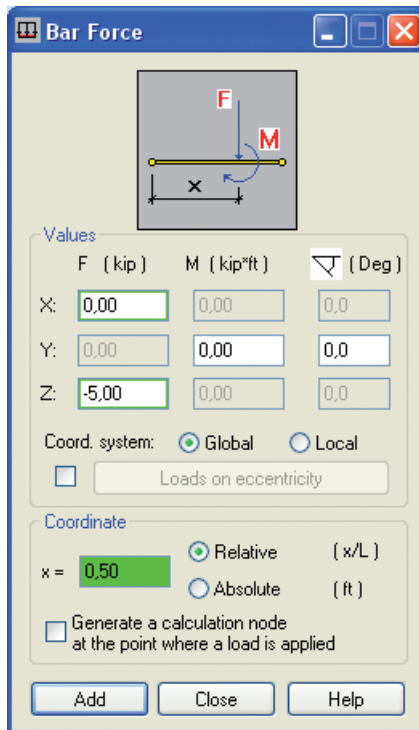 Bar Force
F
M
x
Values
F (kip) M (kip*ft) (Deg)
X: 0,00 0,00 0,0
Y: 0,00 0,00 0,0
Z: -5,00 0,00 0,0
Coord. system: Global Local
Loads on eccentricity
Coordinate
x = 0,50 Relative (x/L)
Absolute (ft)
Generate a calculation node
at the point where a load is applied
Add Close Help